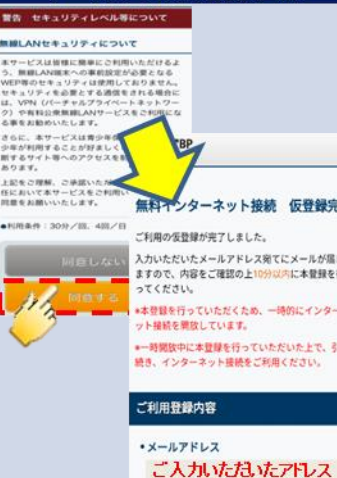 警告 セキュリティレベル等について
無線LANセキュリティについて
本サービスは皆様に簡単にご利用いただけるよ
う、無線LAN端末への事前設定が必要となる
WEP等のセキュリティは使用しておりません。
セキュリティを必要とする通信をされる場合に
は、VPN（バーチャルプライベートネットワー
ク）や有料公衆無線LANサービスをご利用にな
る事をお勧めいたします。
さらに、本サービスは青少年
少年が利用することが好ましく
断するサイト等へのアクセスを
あります。
上記をご理解、ご承諾いただ
任において本サービスをご利用い
同意をお願いいたします。
●利用条件：30分／回、4回／日
同意しない
同意する
BP
無料インターネット接続 仮登録完
ご利用の仮登録が完了しました。
入力いただいたメールアドレス宛てにメールが届
ますので、内容をご確認の上10分以内に本登録を
ってください。
*本登録を行っていただくため、一時的にインター
ット接続を開放しています。
*一時開放中に本登録を行っていただいた上で、引
続き、インターネット接続をご利用ください。
ご利用登録内容
•メールアドレス
ご入力いただいたアドレス